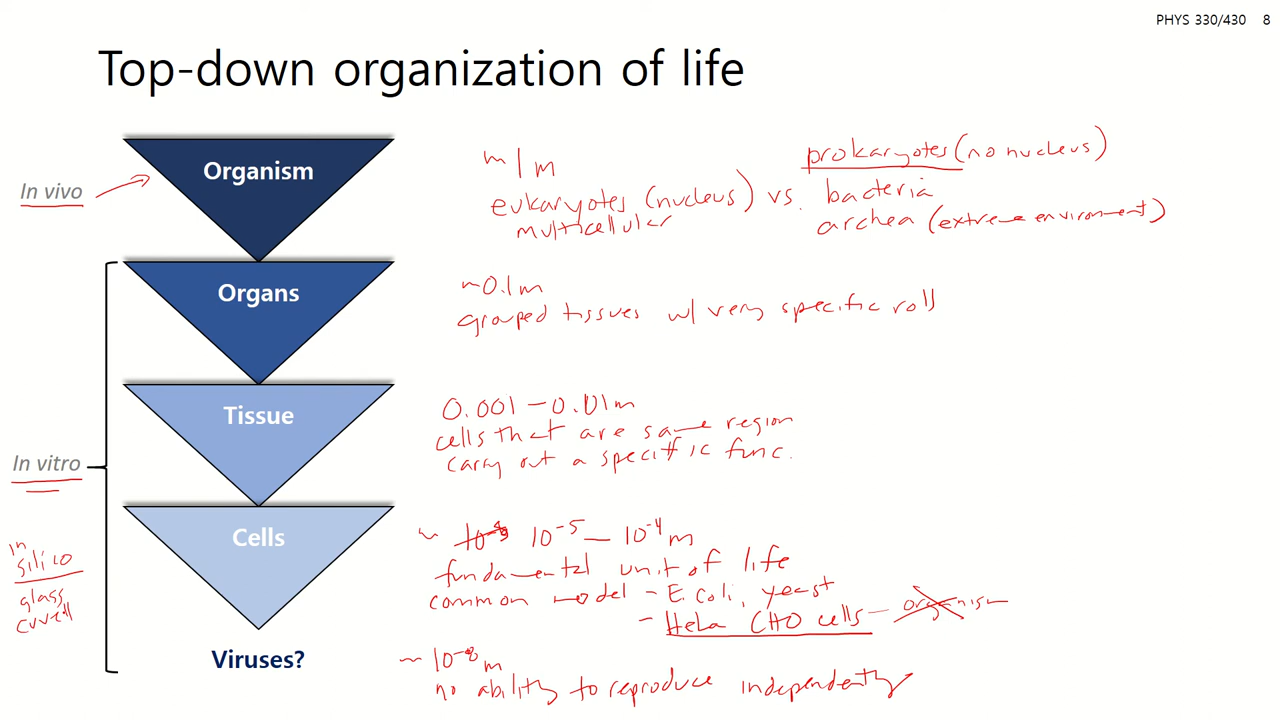 PHYS 330/430 8
Top-down organization of life
Organism
In vivo
~ 1 m
eukaryotes (nucleus) vs.
multicellular
prokaryotes (no nucleus)
bacteria
archea (extreme environment)
Organs
~0.1m
grouped tissues w/ very specific roll
Tissue
0.001 – 0.01m
cells that are same region
carry out a specific func.
In vitro
Cells
~ 10⁻⁵ – 10⁻⁴ m
fundamental unit of life
common model - E. Coli, yeast
- HeLa CHO cells – organism
in
silico
glass
Viruses?
~ 10⁻⁸ m
no ability to reproduce independently